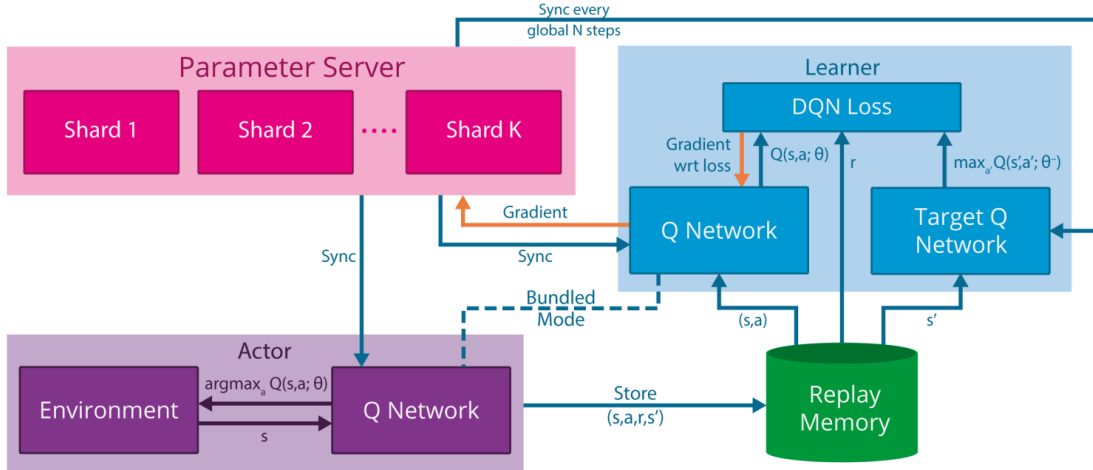 Sync every
global N steps
Parameter Server
Learner
Shard 1
Shard 2
....
Shard K
DQN Loss
Gradient
wrt loss
Q(s,a; θ)
r
maxₐ' Q(s',a'; θ⁻)
Gradient
Q Network
Target Q
Network
Sync
Sync
Bundled
Mode
(s,a)
s'
Actor
Environment
argmaxₐ Q(s,a; θ)
s
Q Network
Store
(s,a,r,s')
Replay
Memory